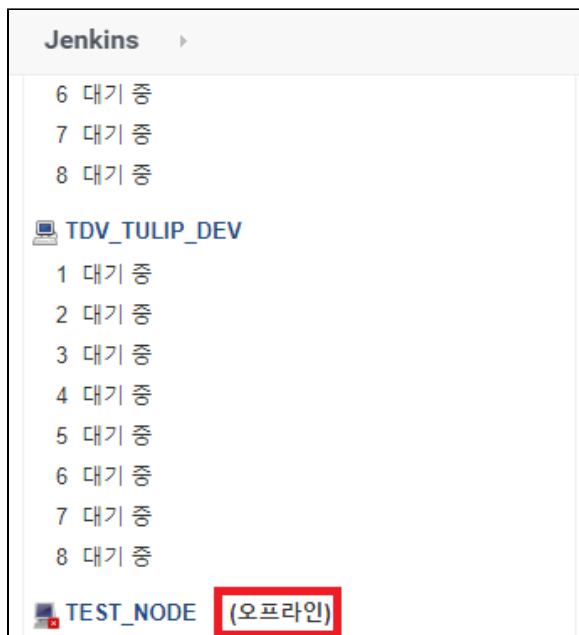 Jenkins
6 대기 중
7 대기 중
8 대기 중
TDV_TULIP_DEV
1 대기 중
2 대기 중
3 대기 중
4 대기 중
5 대기 중
6 대기 중
7 대기 중
8 대기 중
TEST_NODE (오프라인)